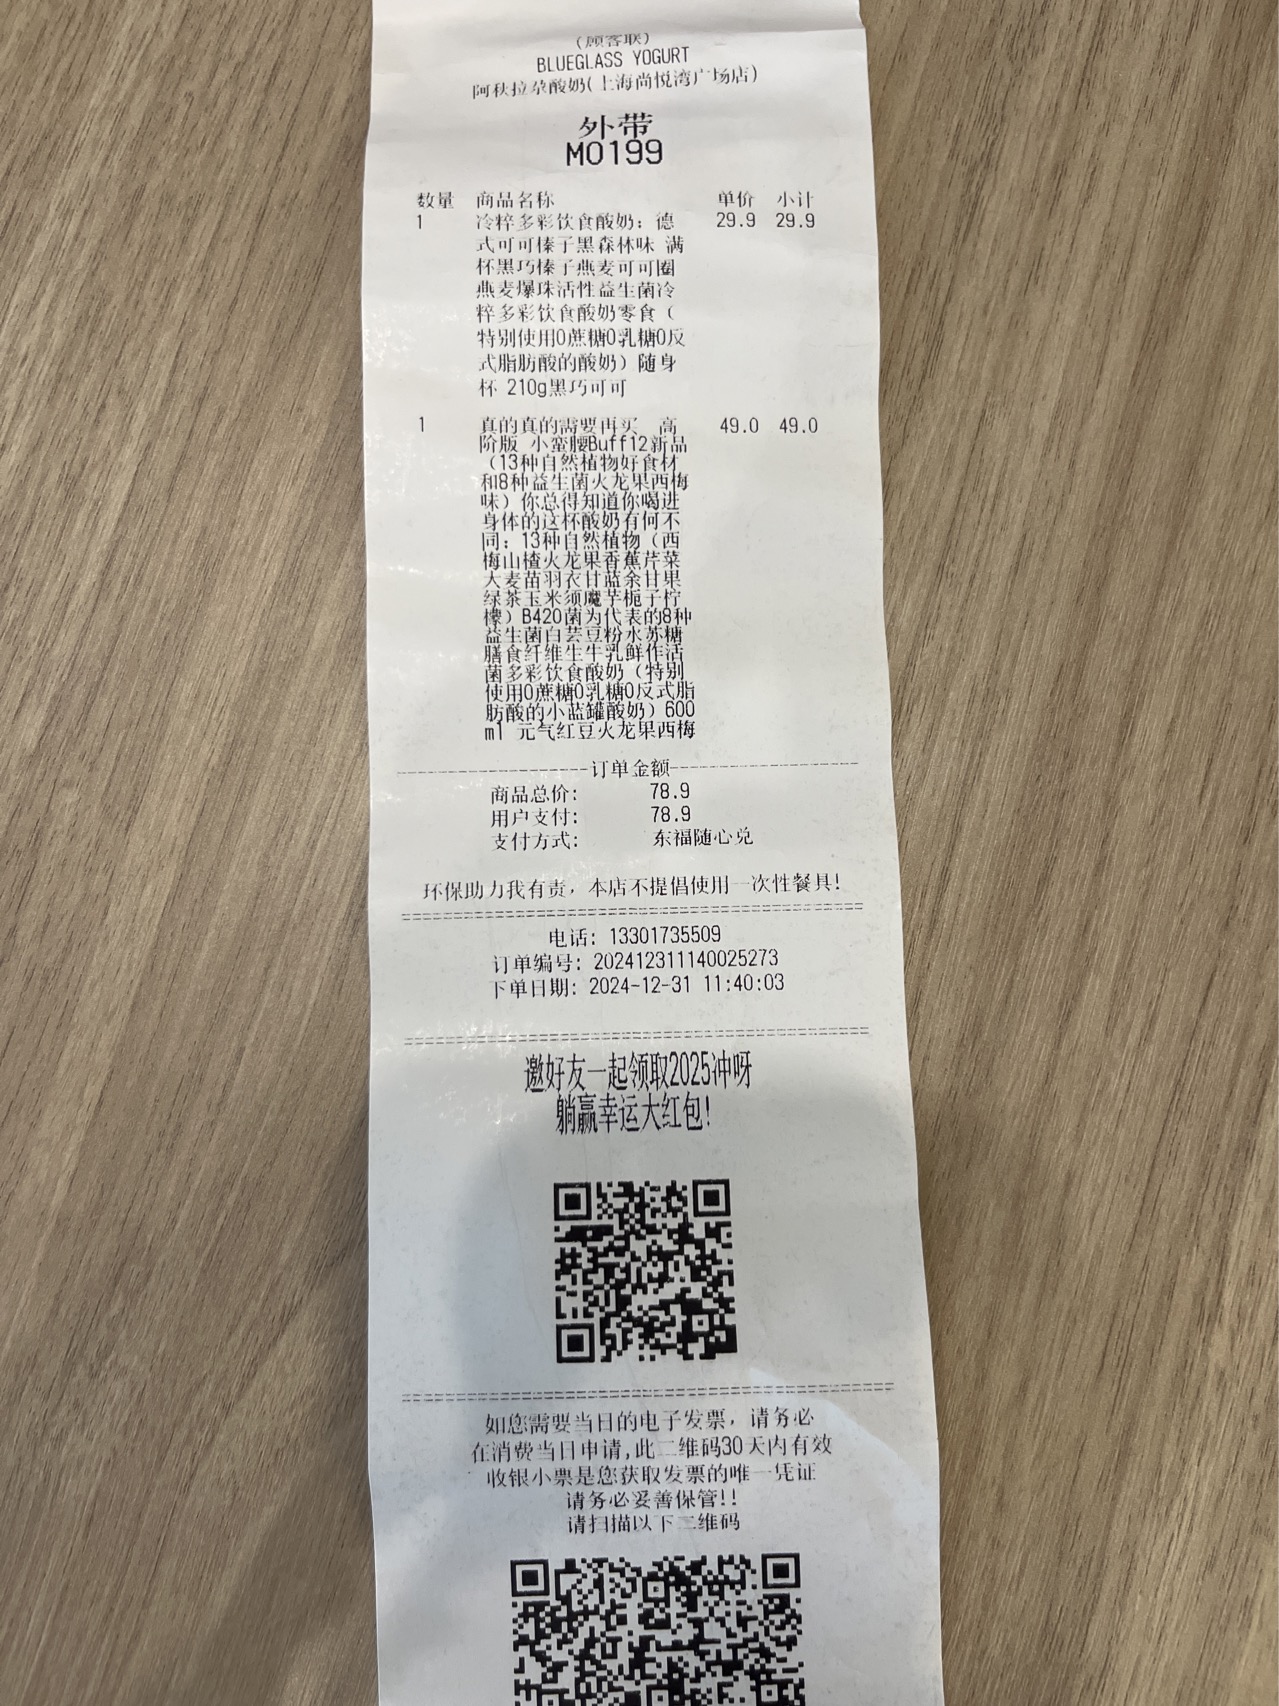 (顾客联)
BLUEGLASS YOGURT
阿秋拉尕酸奶(上海尚悦湾广场店)
外带
M0199
数量 商品名称 单价 小计
1 冷粹多彩饮食酸奶：德 29.9 29.9
式可可榛子黑森林味 满
杯黑巧榛子燕麦可可圈
燕麦爆珠活性益生菌冷
粹多彩饮食酸奶零食（
特别使用0蔗糖0乳糖0反
式脂肪酸的酸奶）随身
杯 210g黑巧可可
1 真的真的需要再买 高 49.0 49.0
阶版 小蛮腰Buff12新品
（13种自然植物好食材
和8种益生菌火龙果西梅
味）你总得知道你喝进
身体的这杯酸奶有何不
同：13种自然植物（西
梅山楂火龙果香蕉芹菜
大麦苗羽衣甘蓝余甘果
绿茶玉米须魔芋栀子柠
檬）B420菌为代表的8种
益生菌白芸豆粉水苏糖
膳食纤维生牛乳鲜作活
菌多彩饮食酸奶（特别
使用0蔗糖0乳糖0反式脂
肪酸的小蓝罐酸奶）600
ml 元气红豆火龙果西梅
订单金额
商品总价: 78.9
用户支付: 78.9
支付方式: 东福随心兑
环保助力我有责，本店不提倡使用一次性餐具!
电话: 13301735509
订单编号: 202412311140025273
下单日期: 2024-12-31 11:40:03
邀好友一起领取2025冲呀
躺赢幸运大红包!
如您需要当日的电子发票，请务必
在消费当日申请,此二维码30天内有效
收银小票是您获取发票的唯一凭证
请务必妥善保管!!
请扫描以下二维码